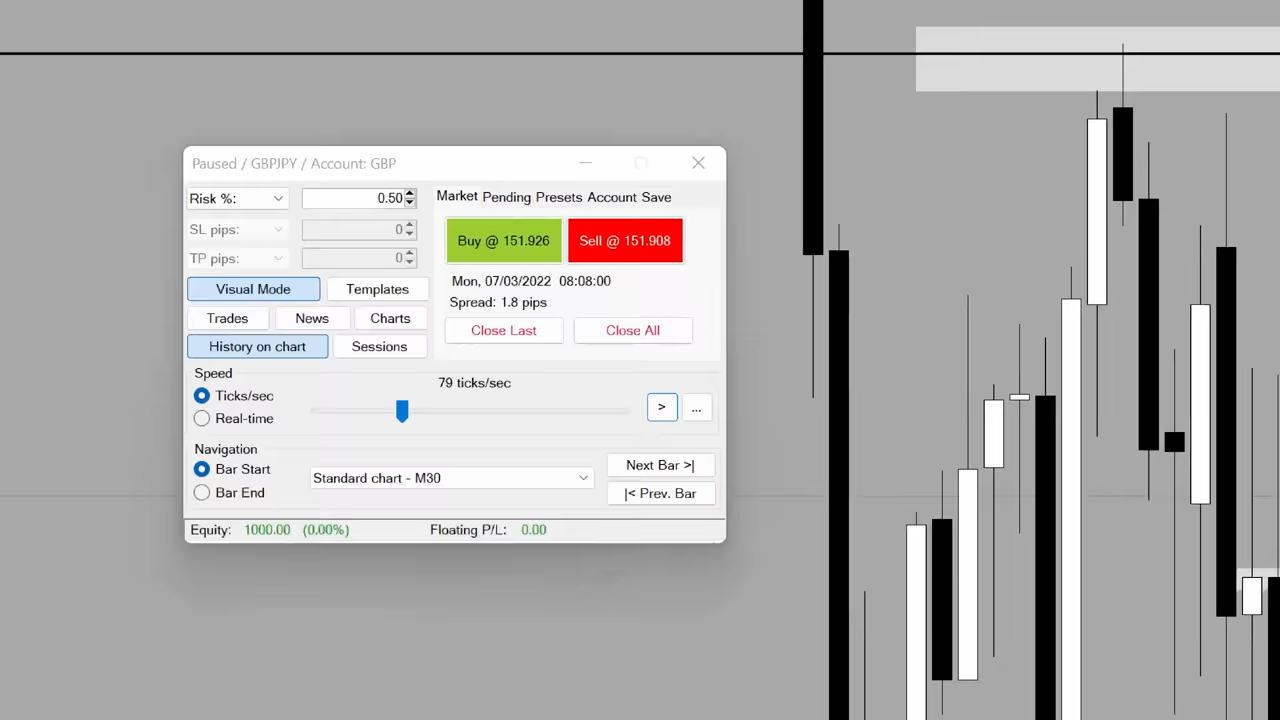 Paused / GBPJPY / Account: GBP
Risk %: 0.50
Market Pending Presets Account Save
SL pips: 0
TP pips: 0
Buy @ 151.926 Sell @ 151.908
Mon, 07/03/2022 08:08:00
Spread: 1.8 pips
Visual Mode Templates
Trades News Charts
Close Last Close All
History on chart Sessions
Speed
79 ticks/sec
Ticks/sec
Real-time
> ...
Navigation
Bar Start
Bar End
Standard chart - M30
Next Bar >|
|< Prev. Bar
Equity: 1000.00 (0.00%) Floating P/L: 0.00